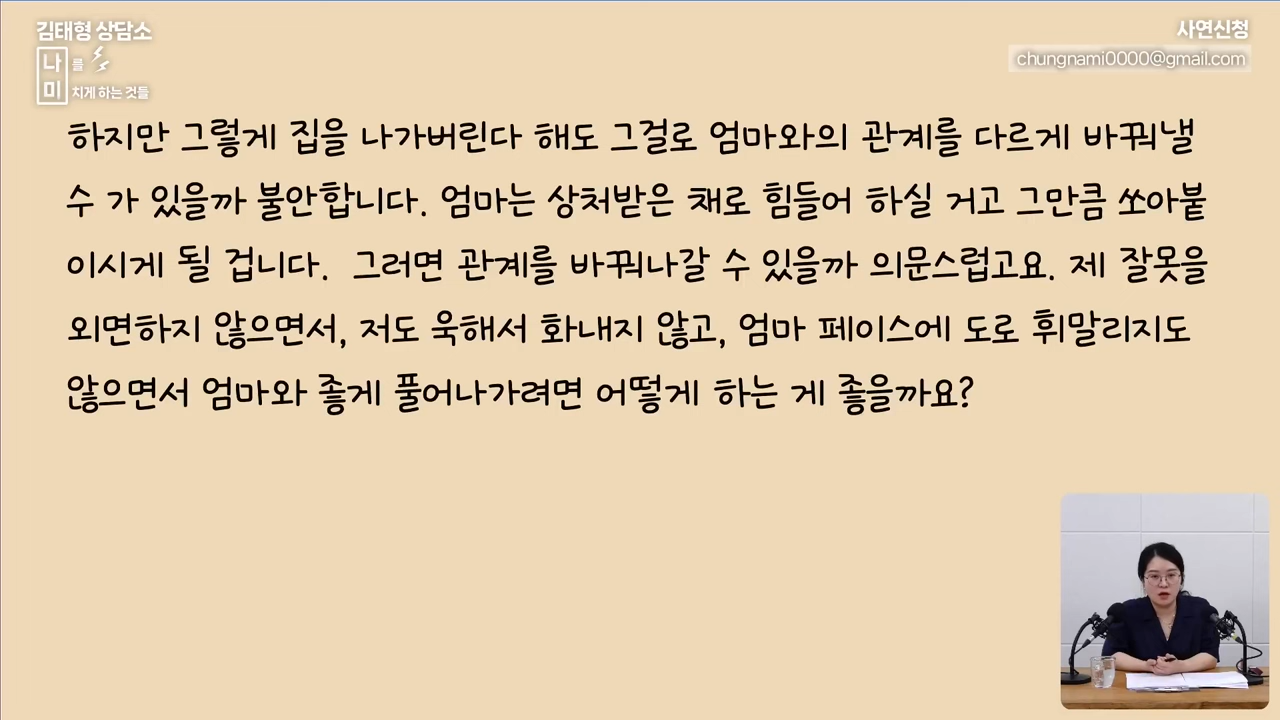 김태형 상담소
나를
미치게 하는 것들
사연신청
chungnami0000@gmail.com
하지만 그렇게 집을 나가버린다 해도 그걸로 엄마와의 관계를 다르게 바꿔낼
수 가 있을까 불안합니다. 엄마는 상처받은 채로 힘들어 하실 거고 그만큼 쏘아붙
이시게 될 겁니다. 그러면 관계를 바꿔나갈 수 있을까 의문스럽고요. 제 잘못을
외면하지 않으면서, 저도 욱해서 화내지 않고, 엄마 페이스에 도로 휘말리지도
않으면서 엄마와 좋게 풀어나가려면 어떻게 하는 게 좋을까요?